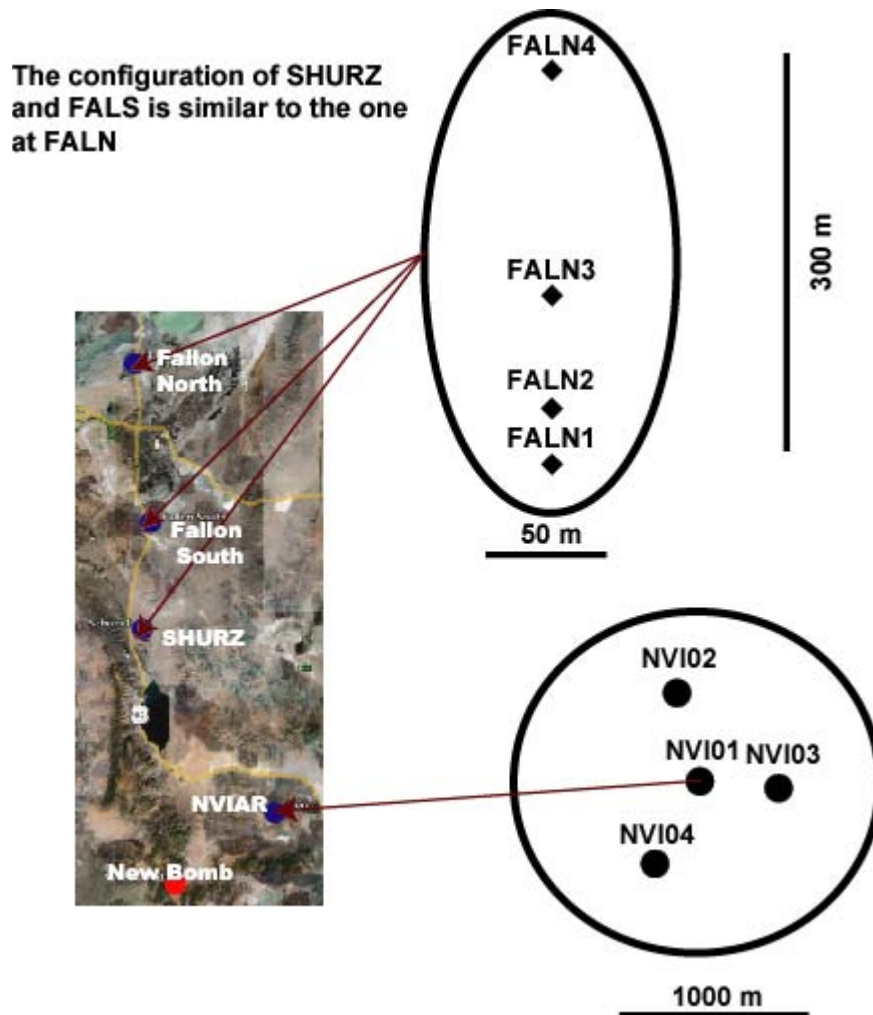 The configuration of SHURZ
and FALS is similar to the one
at FALN
FALN4
FALN3
FALN2
FALN1
300 m
50 m
Fallon
North
Fallon
South
SHURZ
NVIAR
New Bomb
NVI02
NVI01
NVI03
NVI04
1000 m